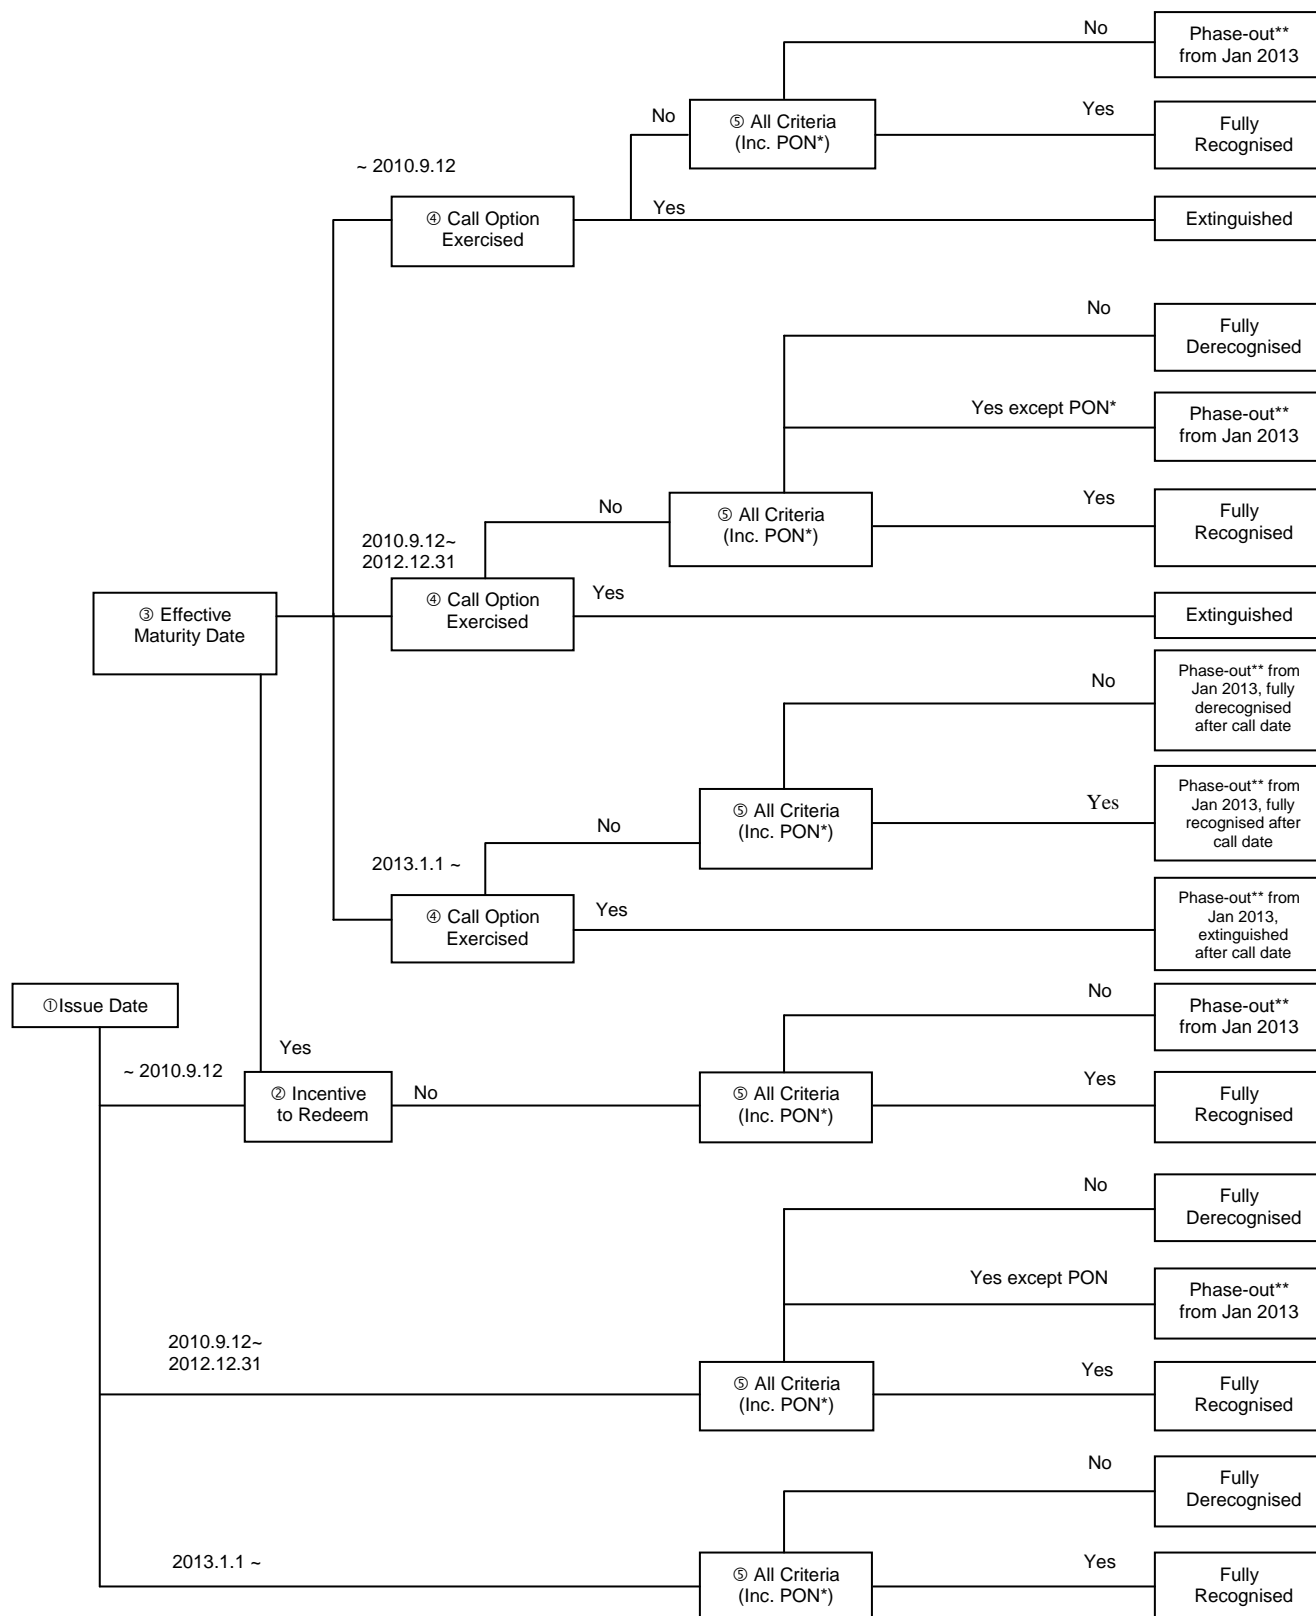 No
Phase-out**
from Jan 2013
Yes
No
⑤ All Criteria
(Inc. PON*)
Fully
Recognised
~ 2010.9.12
④ Call Option
Exercised
Yes
Extinguished
No
Fully
Derecognised
Yes except PON*
Phase-out**
from Jan 2013
No
⑤ All Criteria
(Inc. PON*)
Yes
Fully
Recognised
2010.9.12~
2012.12.31
④ Call Option
Exercised
Yes
Extinguished
③ Effective
Maturity Date
No
Phase-out** from
Jan 2013, fully
derecognised
after call date
No
⑤ All Criteria
(Inc. PON*)
Yes
Phase-out** from
Jan 2013, fully
recognised after
call date
2013.1.1 ~
④ Call Option
Exercised
Yes
Phase-out** from
Jan 2013,
extinguished
after call date
①Issue Date
No
Phase-out**
from Jan 2013
~ 2010.9.12
Yes
② Incentive
to Redeem
No
⑤ All Criteria
(Inc. PON*)
Yes
Fully
Recognised
No
Fully
Derecognised
Yes except PON
Phase-out**
from Jan 2013
2010.9.12~
2012.12.31
⑤ All Criteria
(Inc. PON*)
Yes
Fully
Recognised
No
Fully
Derecognised
2013.1.1 ~
⑤ All Criteria
(Inc. PON*)
Yes
Fully
Recognised